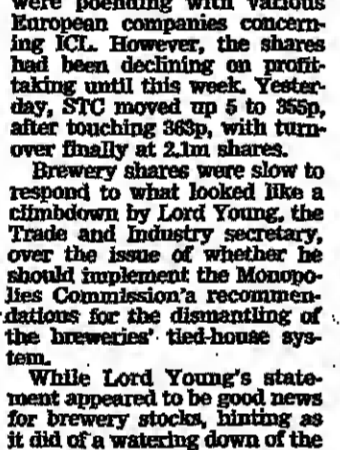 were poending with various
European companies concern-
ing ICL. However, the shares
had been declining on profit-
taking until this week. Yester-
day, STC moved up 5 to 355p,
after touching 363p, with turn-
over finally at 2.1m shares.
Brewery shares were slow to
respond to what looked like a
climbdown by Lord Young, the
Trade and Industry secretary,
over the issue of whether he
should implement the Monopo-
lies Commission'a recommen-
dations for the dismantling of
the breweries' tied-house sys-
tem.
While Lord Young's state-
ment appeared to be good news
for brewery stocks, hinting as
it did of a watering down of the